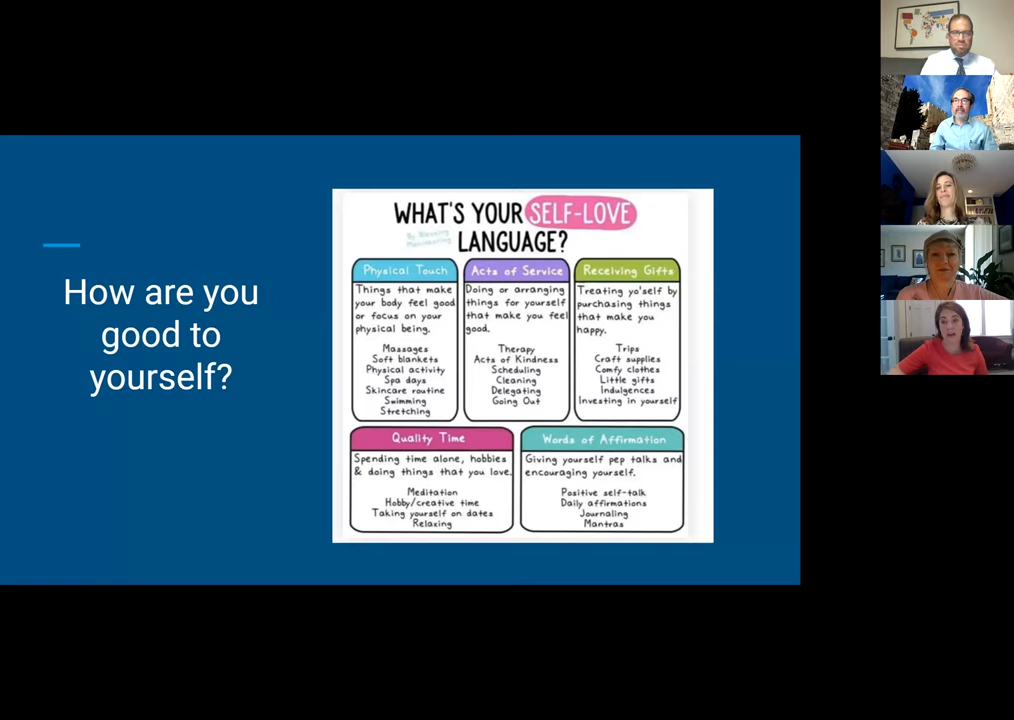 How are you
good to
yourself?
WHAT'S YOUR SELF-LOVE
By Blessing
Manifesting
LANGUAGE?
Physical Touch
Things that make
your body feel good
or focus on your
physical being.
Massages
Soft blankets
Physical activity
Spa days
Skincare routine
Swimming
Stretching
Acts of Service
Doing or arranging
things for yourself
that make you feel
good.
Therapy
Acts of Kindness
Scheduling
Cleaning
Delegating
Going Out
Receiving Gifts
Treating yo'self by
purchasing things
that make you
happy.
Trips
Craft supplies
Comfy clothes
Little gifts
Indulgences
Investing in yourself
Quality Time
Spending time alone, hobbies
& doing things that you love.
Meditation
Hobby/creative time
Taking yourself on dates
Relaxing
Words of Affirmation
Giving yourself pep talks and
encouraging yourself.
Positive self-talk
Daily affirmations
Journaling
Mantras